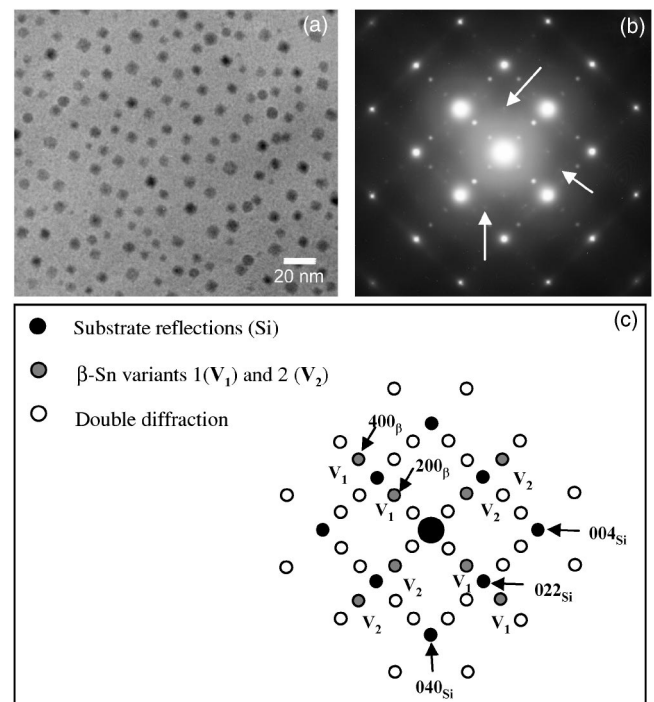 (a)
20 nm
(b)
(c)
Substrate reflections (Si)
β-Sn variants 1(V₁) and 2 (V₂)
Double diffraction
400β
V₁
V₂
200β
V₁
V₂
004Si
V₂
V₁
022Si
V₂
V₁
040Si